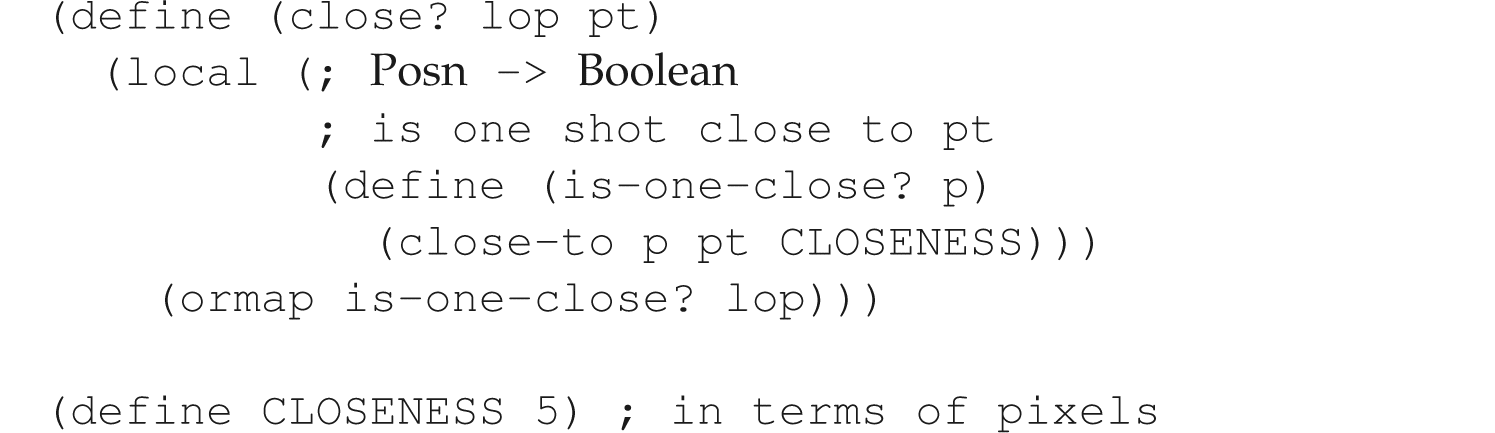 (define (close? lop pt)
  (local (; Posn -> Boolean
          ; is one shot close to pt
          (define (is-one-close? p)
            (close-to p pt CLOSENESS)))
    (ormap is-one-close? lop)))
(define CLOSENESS 5) ; in terms of pixels